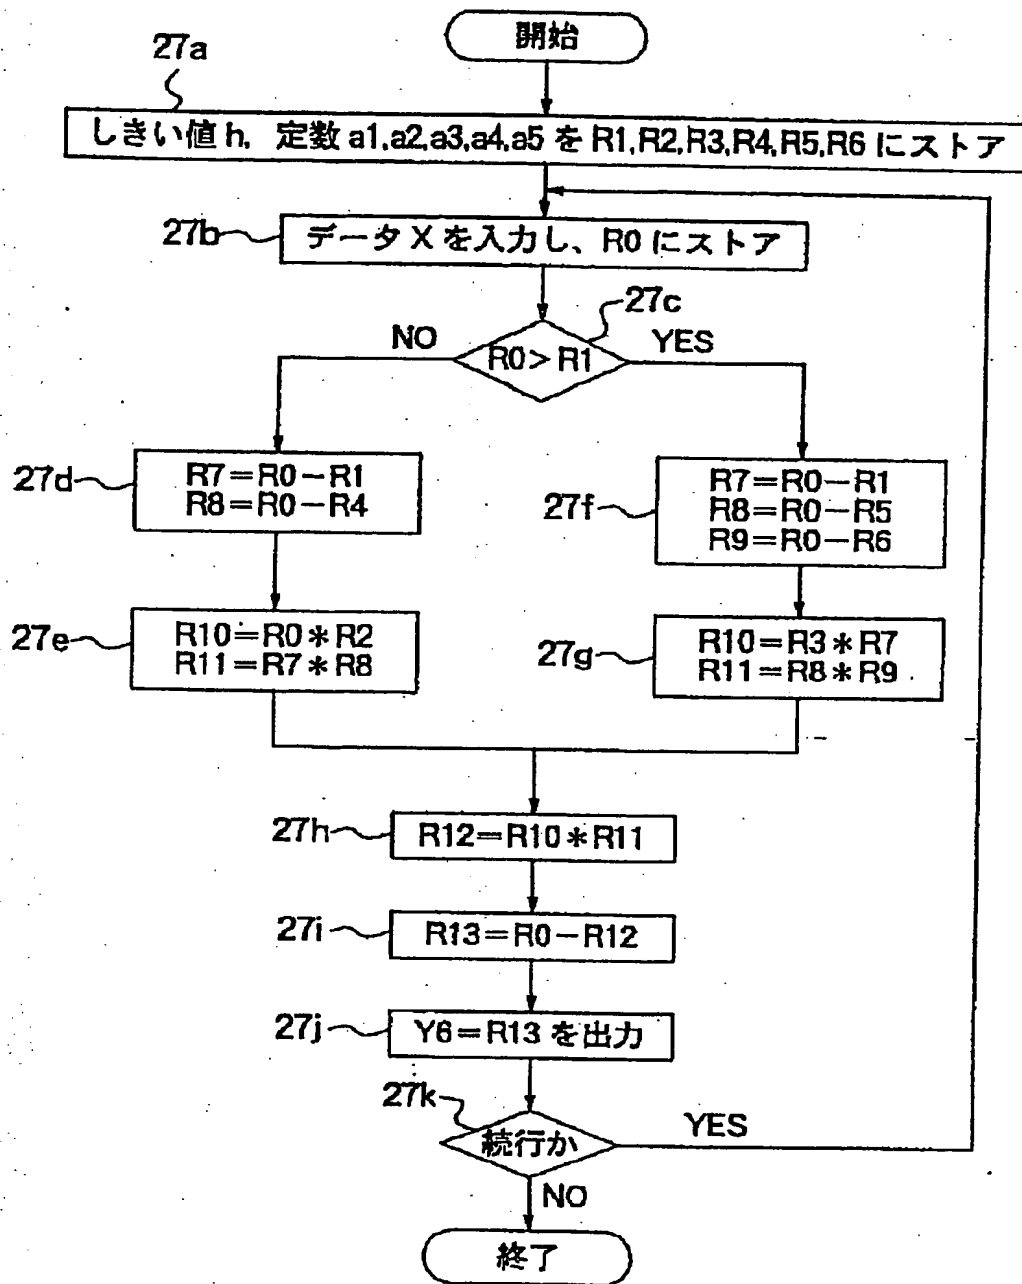 開始
27a
しきい値 h, 定数 a1,a2,a3,a4,a5 を R1,R2,R3,R4,R5,R6 にストア
27b
データ X を入力し、R0 にストア
27c
NO
R0> R1
YES
27d
R7=R0-R1
R8=R0-R4
27f
R7=R0-R1
R8=R0-R5
R9=R0-R6
27e
R10=R0*R2
R11=R7*R8
27g
R10=R3*R7
R11=R8*R9
27h
R12=R10*R11
27i
R13=R0-R12
27j
Y6=R13 を出力
27k
続行か
YES
NO
終了